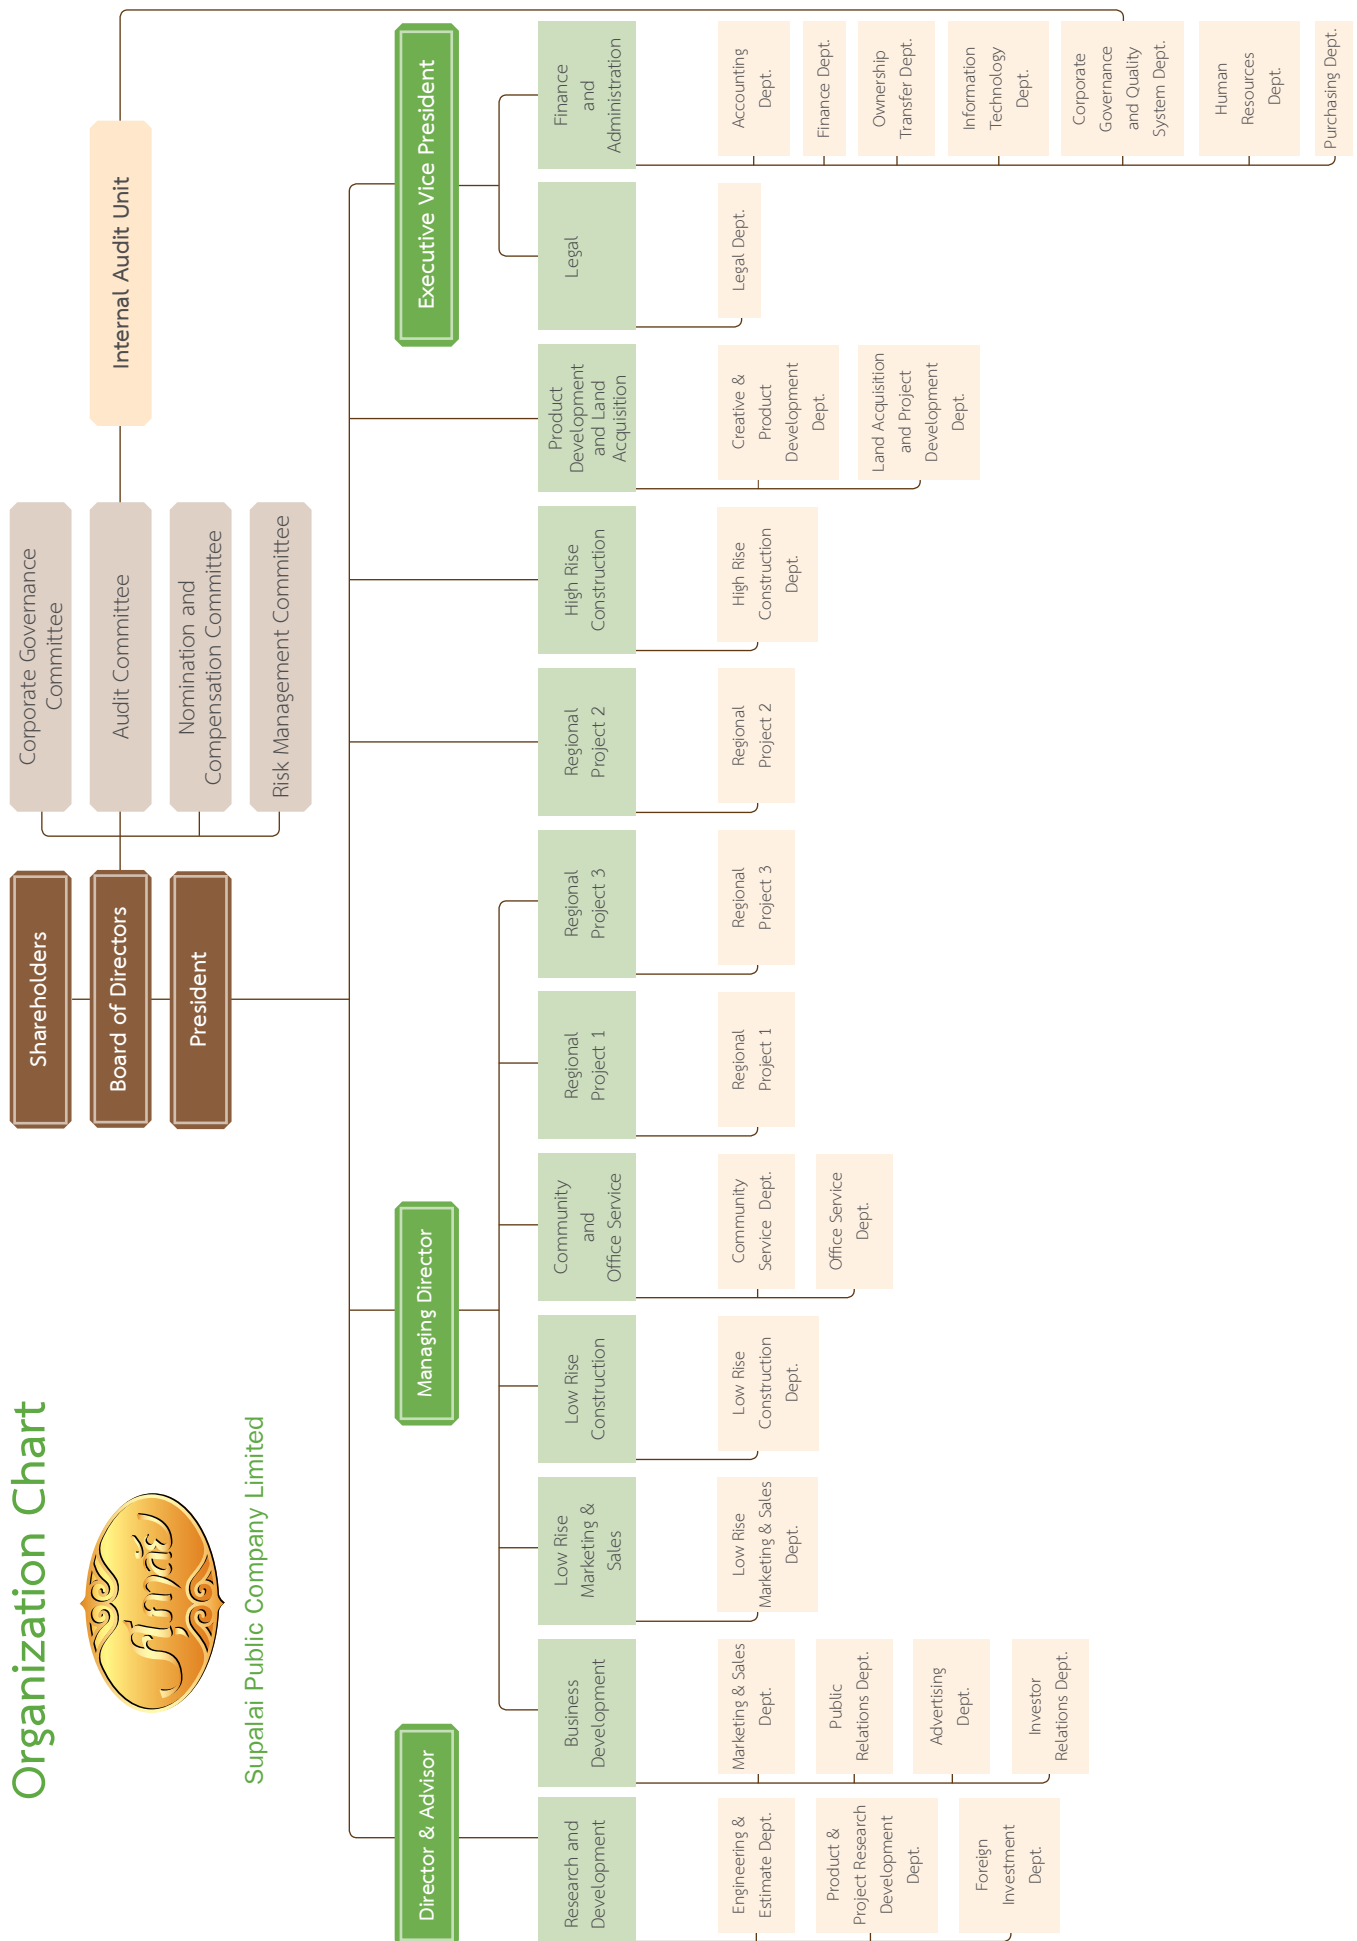 Organization Chart
ศุภาลัย
Supalai Public Company Limited
Shareholders
Board of Directors
President
Corporate Governance
Committee
Audit Committee
Nomination and
Compensation Committee
Risk Management Committee
Internal Audit Unit
Director & Advisor
Managing Director
Executive Vice President
Research and
Development
Engineering &
Estimate Dept.
Product &
Project Research
Development
Dept.
Foreign
Investment
Dept.
Business
Development
Marketing & Sales
Dept.
Public
Relations Dept.
Advertising
Dept.
Investor
Relations Dept.
Low Rise
Marketing &
Sales
Low Rise
Marketing & Sales
Dept.
Low Rise
Construction
Low Rise
Construction
Dept.
Community
and
Office Service
Community
Service Dept.
Office Service
Dept.
Regional
Project 1
Regional
Project 1
Regional
Project 3
Regional
Project 3
Regional
Project 2
Regional
Project 2
High Rise
Construction
High Rise
Construction
Dept.
Product
Development
and Land
Acquisition
Creative &
Product
Development
Dept.
Land Acquisition
and Project
Development
Dept.
Legal
Legal Dept.
Finance
and
Administration
Accounting
Dept.
Finance Dept.
Ownership
Transfer Dept.
Information
Technology
Dept.
Corporate
Governance
and Quality
System Dept.
Human
Resources
Dept.
Purchasing Dept.